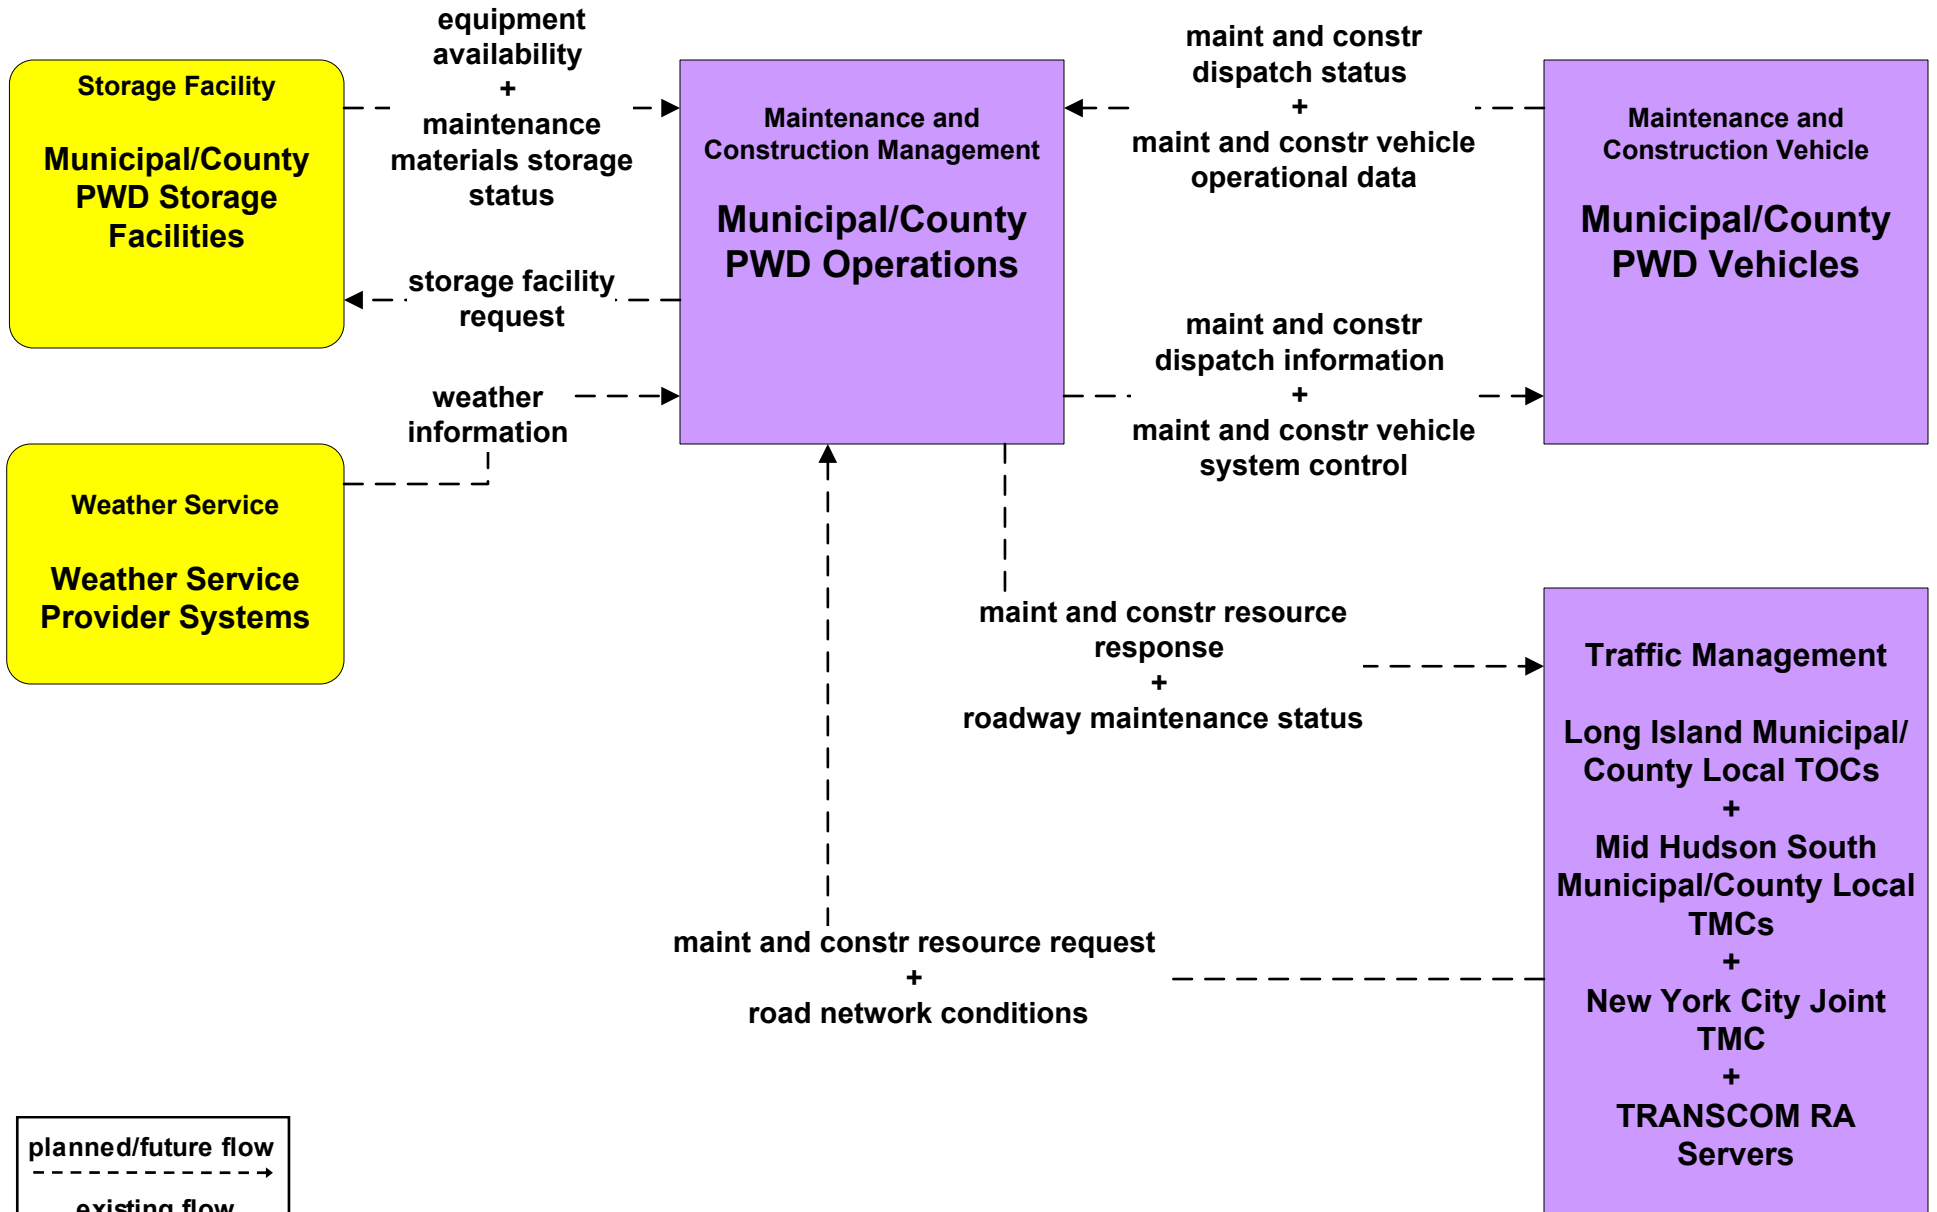 equipment
availability
+
maintenance
materials storage
status
maint and constr
dispatch status
+
maint and constr vehicle
operational data
Storage Facility
Municipal/County
PWD Storage
Facilities
Maintenance and
Construction Management
Municipal/County
PWD Operations
Maintenance and
Construction Vehicle
Municipal/County
PWD Vehicles
storage facility
request
maint and constr
dispatch information
+
maint and constr vehicle
system control
weather
information
Weather Service
Weather Service
Provider Systems
maint and constr resource
response
+
roadway maintenance status
Traffic Management
Long Island Municipal/
County Local TOCs
+
Mid Hudson South
Municipal/County Local
TMCs
+
New York City Joint
TMC
+
TRANSCOM RA
Servers
maint and constr resource request
+
road network conditions
planned/future flow
existing flow